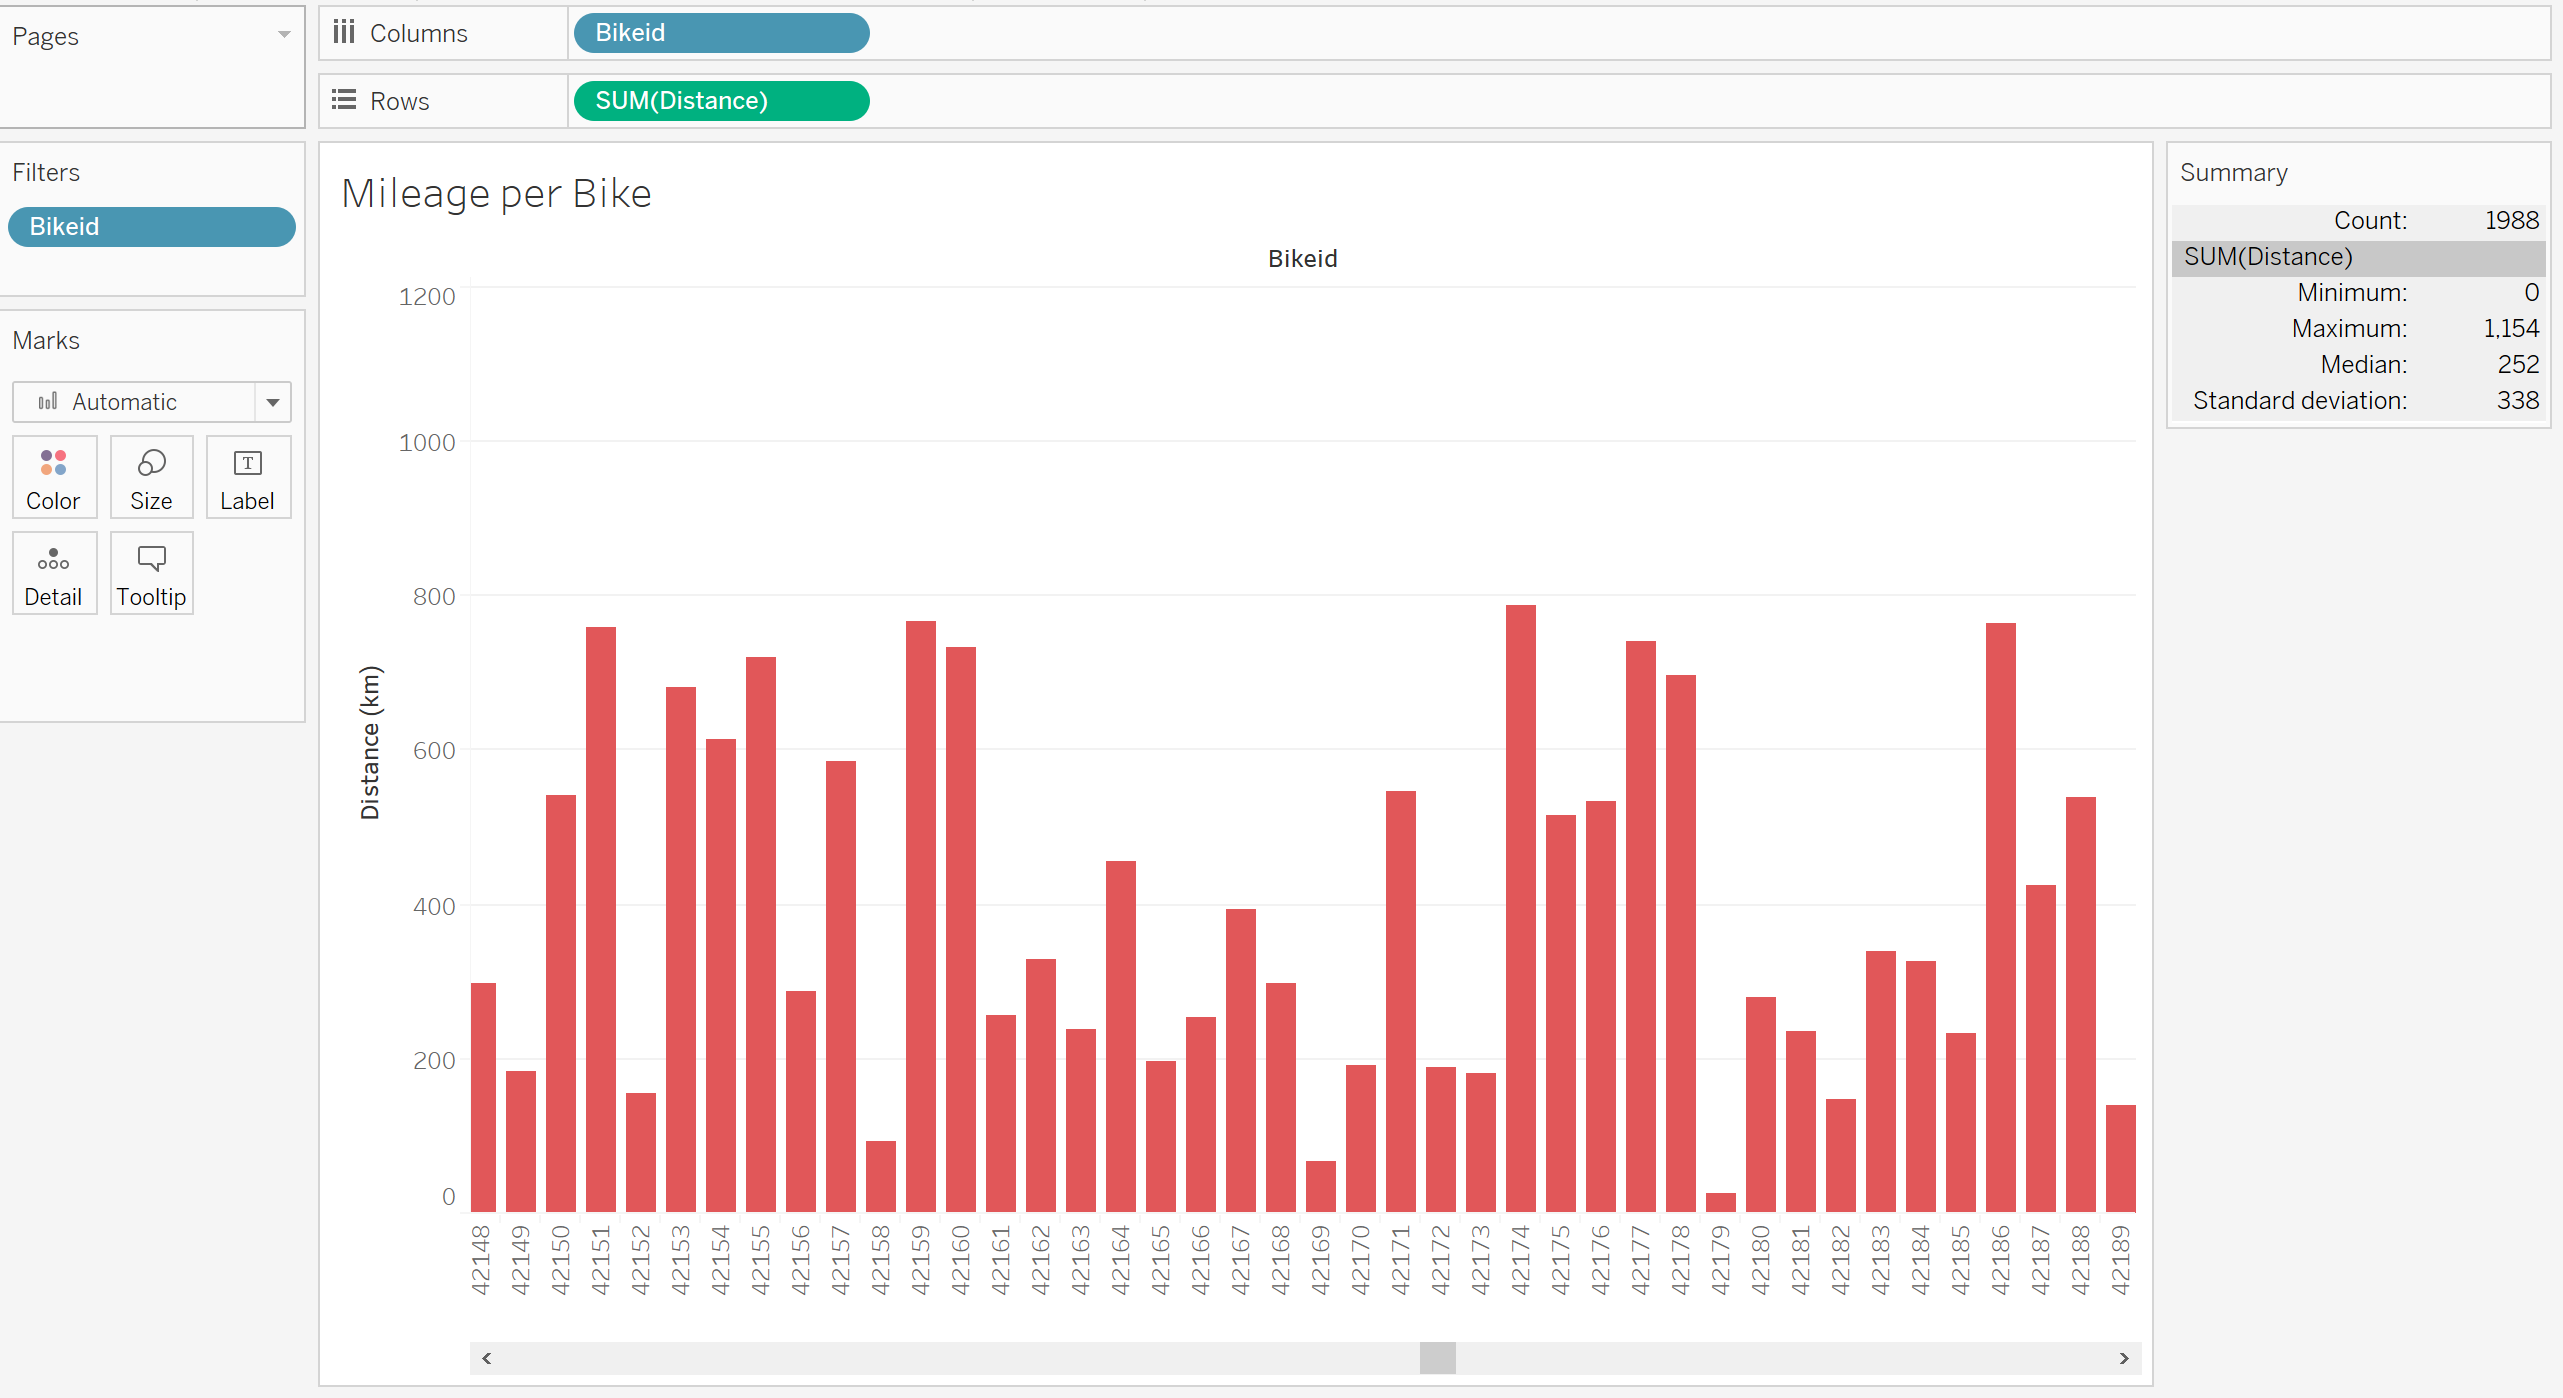 Pages
Columns
Bikeid
Rows
SUM(Distance)
Filters
Bikeid
Marks
Automatic
Color
Size
Label
Detail
Tooltip
Mileage per Bike
Bikeid
1200
1000
800
600
400
200
0
Distance (km)
42148
42149
42150
42151
42152
42153
42154
42155
42156
42157
42158
42159
42160
42161
42162
42163
42164
42165
42166
42167
42168
42169
42170
42171
42172
42173
42174
42175
42176
42177
42178
42179
42180
42181
42182
42183
42184
42185
42186
42187
42188
42189
Summary
Count: 1988
SUM(Distance)
Minimum: 0
Maximum: 1,154
Median: 252
Standard deviation: 338